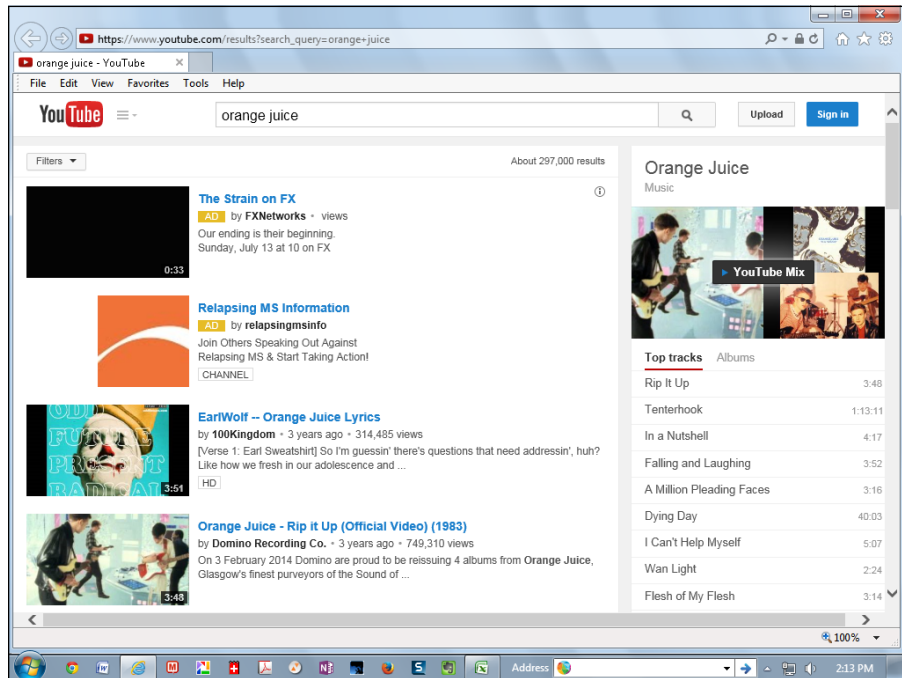 https://www.youtube.com/results?search_query=orange+juice
orange juice - YouTube
File Edit View Favorites Tools Help
YouTube
orange juice
Upload
Sign in
Filters
About 297,000 results
The Strain on FX
AD by FXNetworks • views
Our ending is their beginning.
Sunday, July 13 at 10 on FX
0:33
Relapsing MS Information
AD by relapsingmsinfo
Join Others Speaking Out Against
Relapsing MS & Start Taking Action!
CHANNEL
ODD
FUTURE
PRESENT
RADICAL
3:51
EarlWolf -- Orange Juice Lyrics
by 100Kingdom • 3 years ago • 314,485 views
[Verse 1: Earl Sweatshirt] So I'm guessin' there's questions that need addressin', huh?
Like how we fresh in our adolescence and ...
HD
3:48
Orange Juice - Rip it Up (Official Video) (1983)
by Domino Recording Co. • 3 years ago • 749,310 views
On 3 February 2014 Domino are proud to be reissuing 4 albums from Orange Juice,
Glasgow's finest purveyors of the Sound of ...
Orange Juice
Music
YouTube Mix
Top tracks Albums
Rip It Up 3:48
Tenterhook 1:13:11
In a Nutshell 4:17
Falling and Laughing 3:52
A Million Pleading Faces 3:16
Dying Day 40:03
I Can't Help Myself 5:07
Wan Light 2:24
Flesh of My Flesh 3:14
100%
Address
2:13 PM